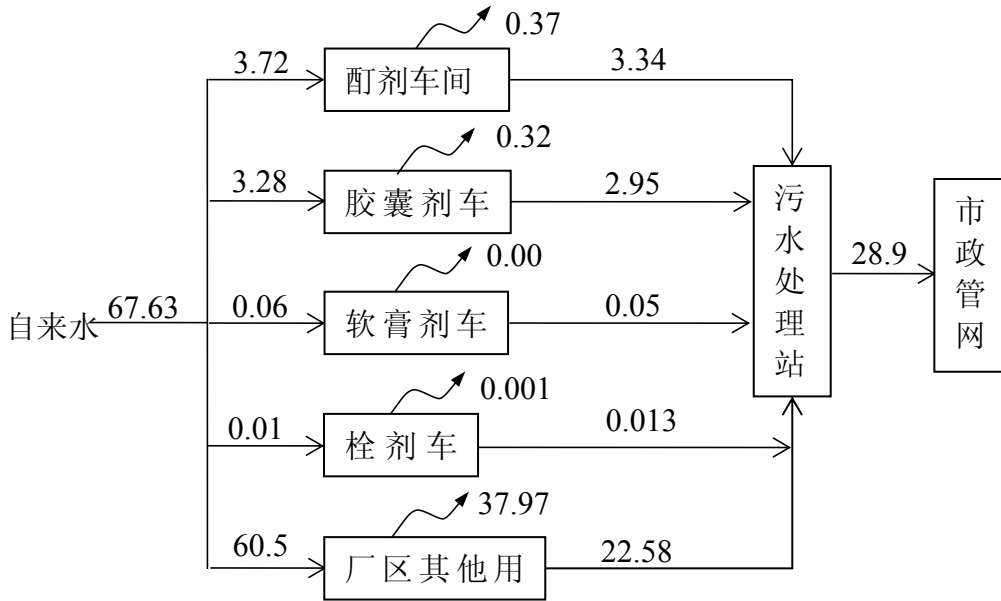 0.37
3.72
酊剂车间
3.34
0.32
3.28
胶囊剂车
2.95
0.00
0.06
软膏剂车
0.05
自来水
67.63
0.001
0.01
栓剂车
0.013
37.97
60.5
厂区其他用
22.58
污水处理站
28.9
市政管网